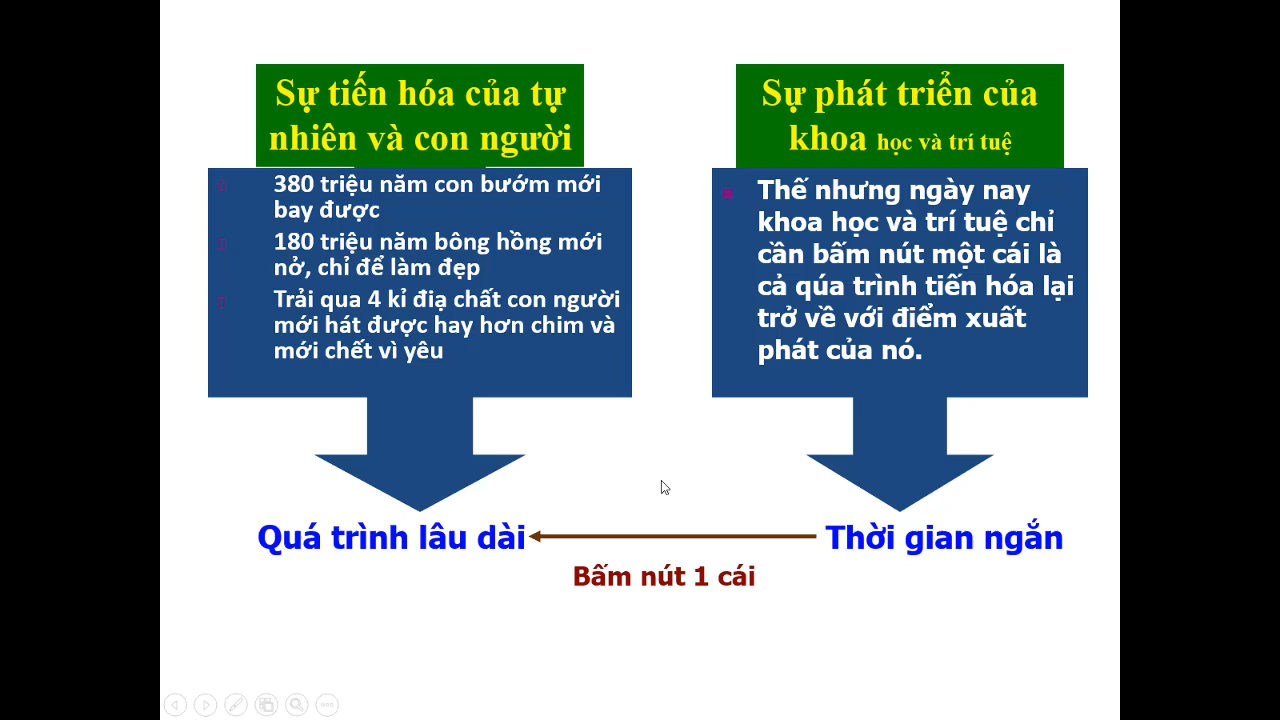 Sự tiến hóa của tự
nhiên và con người
380 triệu năm con bướm mới
bay được
180 triệu năm bông hồng mới
nở, chỉ để làm đẹp
Trải qua 4 kỉ điạ chất con người
mới hát được hay hơn chim và
mới chết vì yêu
Quá trình lâu dài
Sự phát triển của
khoa học và trí tuệ
Thế nhưng ngày nay
khoa học và trí tuệ chỉ
cần bấm nút một cái là
cả qúa trình tiến hóa lại
trở về với điểm xuất
phát của nó.
Thời gian ngắn
Bấm nút 1 cái